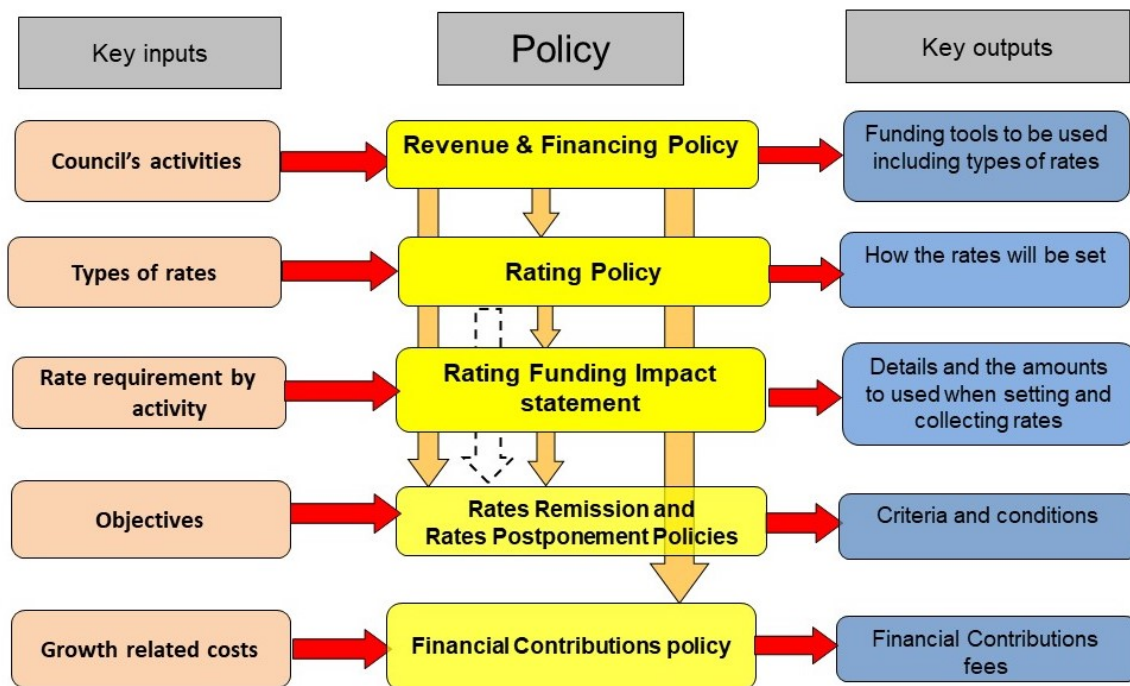 Key inputs
Policy
Key outputs
Council's activities
Revenue & Financing Policy
Funding tools to be used
including types of rates
Types of rates
Rating Policy
How the rates will be set
Rate requirement by
activity
Rating Funding Impact
statement
Details and the amounts
to used when setting and
collecting rates
Objectives
Rates Remission and
Rates Postponement Policies
Criteria and conditions
Growth related costs
Financial Contributions policy
Financial Contributions
fees